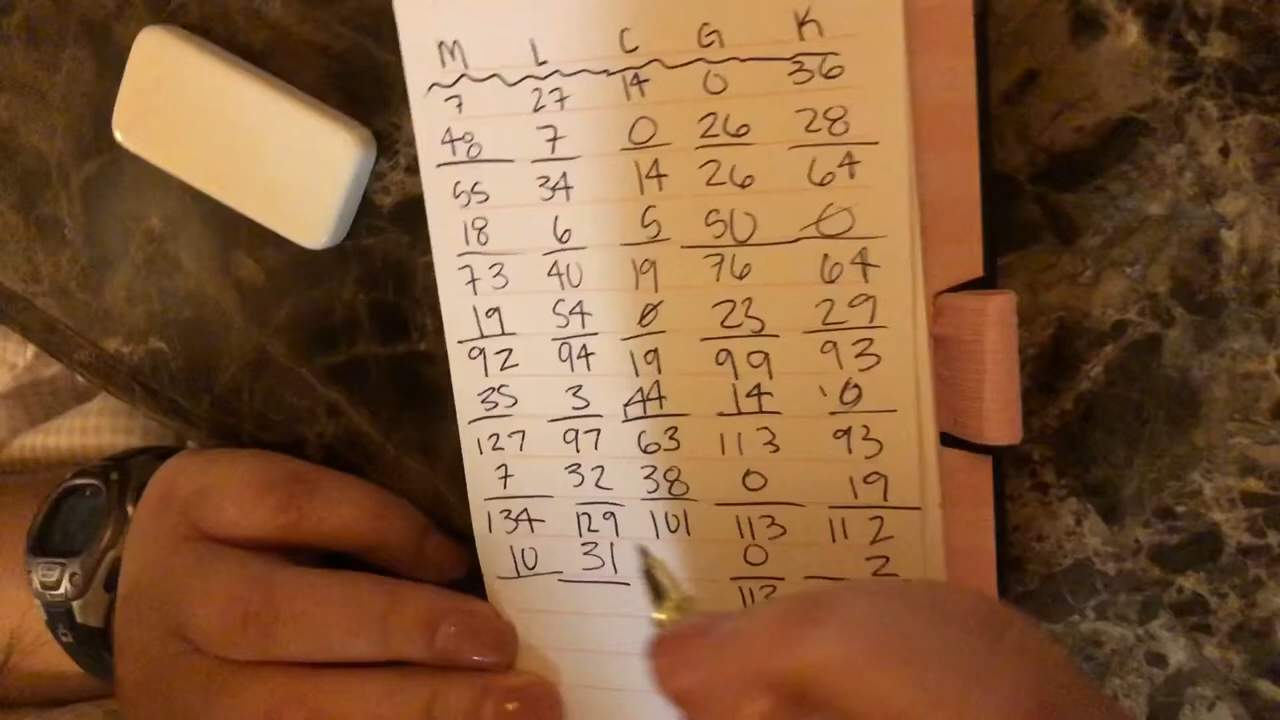 M L C G K
7 27 14 0 36
48 7 0 26 28
55 34 14 26 64
18 6 5 50 0
73 40 19 76 64
19 54 0 23 29
92 94 19 99 93
35 3 44 14 0
127 97 63 113 93
7 32 38 0 19
134 129 101 113 112
10 31 0 2
113